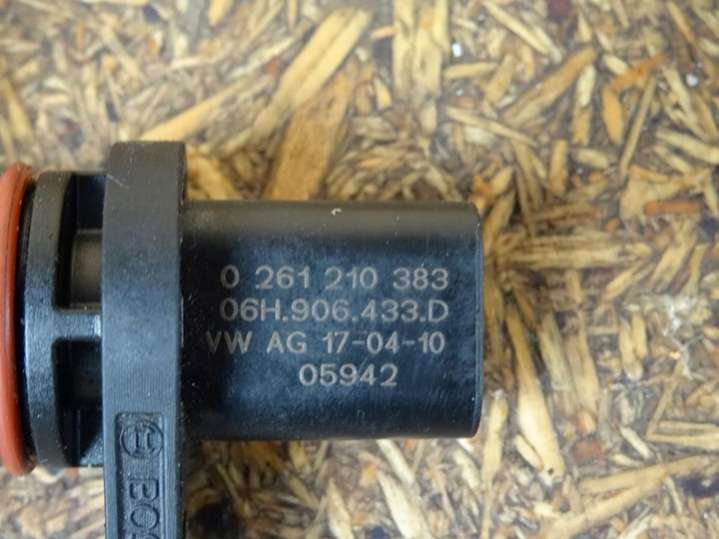 0 261 210 383
06H.906.433.D
VW AG 17-04-10
05942
BOS